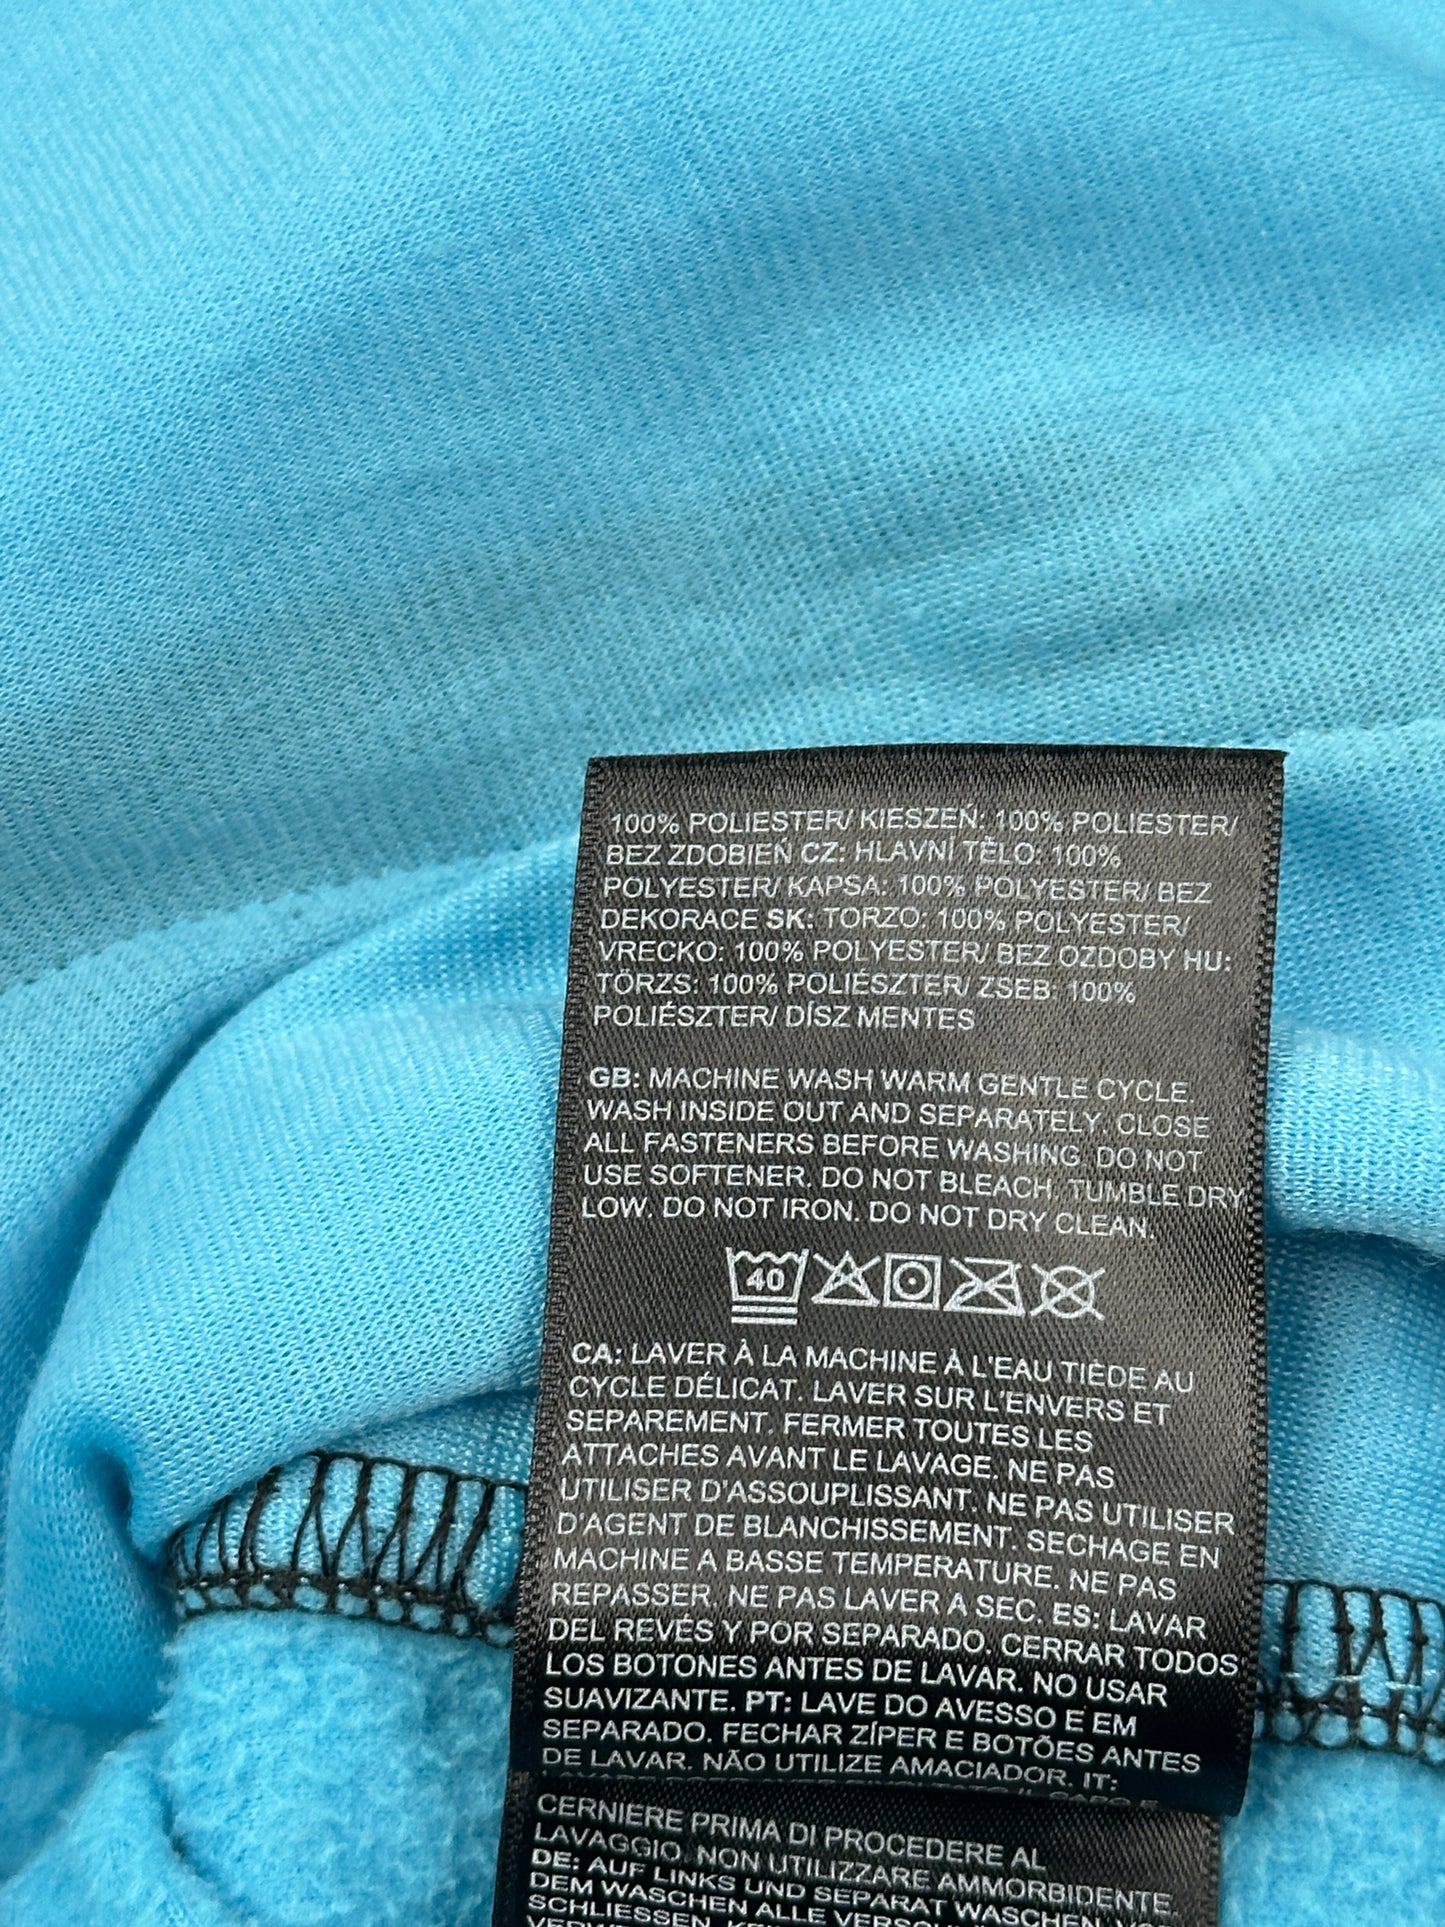 100% POLIESTER/ KIESZEŃ: 100% POLIESTER/
BEZ ZDOBIEŃ CZ: HLAVNÍ TĚLO: 100%
POLYESTER/ KAPSA: 100% POLYESTER/ BEZ
DEKORACE SK: TORZO: 100% POLYESTER/
VRECKO: 100% POLYESTER/ BEZ OZDOBY HU:
TÖRZS: 100% POLIÉSZTER/ ZSEB: 100%
POLIÉSZTER/ DÍSZ MENTES
GB: MACHINE WASH WARM GENTLE CYCLE.
WASH INSIDE OUT AND SEPARATELY. CLOSE
ALL FASTENERS BEFORE WASHING. DO NOT
USE SOFTENER. DO NOT BLEACH. TUMBLE DRY
LOW. DO NOT IRON. DO NOT DRY CLEAN.
40
CA: LAVER À LA MACHINE À L'EAU TIÈDE AU
CYCLE DÉLICAT. LAVER SUR L'ENVERS ET
SEPAREMENT. FERMER TOUTES LES
ATTACHES AVANT LE LAVAGE. NE PAS
UTILISER D'ASSOUPLISSANT. NE PAS UTILISER
D'AGENT DE BLANCHISSEMENT. SECHAGE EN
MACHINE A BASSE TEMPERATURE. NE PAS
REPASSER. NE PAS LAVER A SEC. ES: LAVAR
DEL REVÉS Y POR SEPARADO. CERRAR TODOS
LOS BOTONES ANTES DE LAVAR. NO USAR
SUAVIZANTE. PT: LAVE DO AVESSO E EM
SEPARADO. FECHAR ZÍPER E BOTÕES ANTES
DE LAVAR. NÃO UTILIZE AMACIADOR. IT:
CERNIERE PRIMA DI PROCEDERE AL
LAVAGGIO. NON UTILIZZARE AMMORBIDENTE.
DE: AUF LINKS UND SEPARAT WASCHEN. VOR
DEM WASCHEN ALLE
SCHLIESSEN.